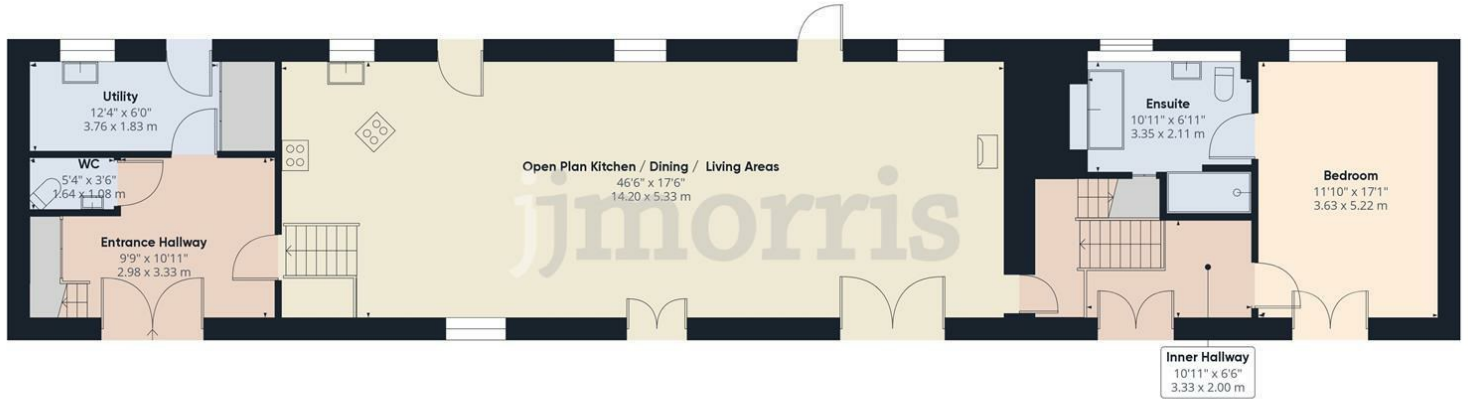 Utility
12'4" x 6'0"
3.76 x 1.83 m
WC
5'4" x 3'6"
1.64 x 1.08 m
Entrance Hallway
9'9" x 10'11"
2.98 x 3.33 m
Open Plan Kitchen / Dining / Living Areas
46'6" x 17'6"
14.20 x 5.33 m
jjmorris
Ensuite
10'11" x 6'11"
3.35 x 2.11 m
Bedroom
11'10" x 17'1"
3.63 x 5.22 m
Inner Hallway
10'11" x 6'6"
3.33 x 2.00 m